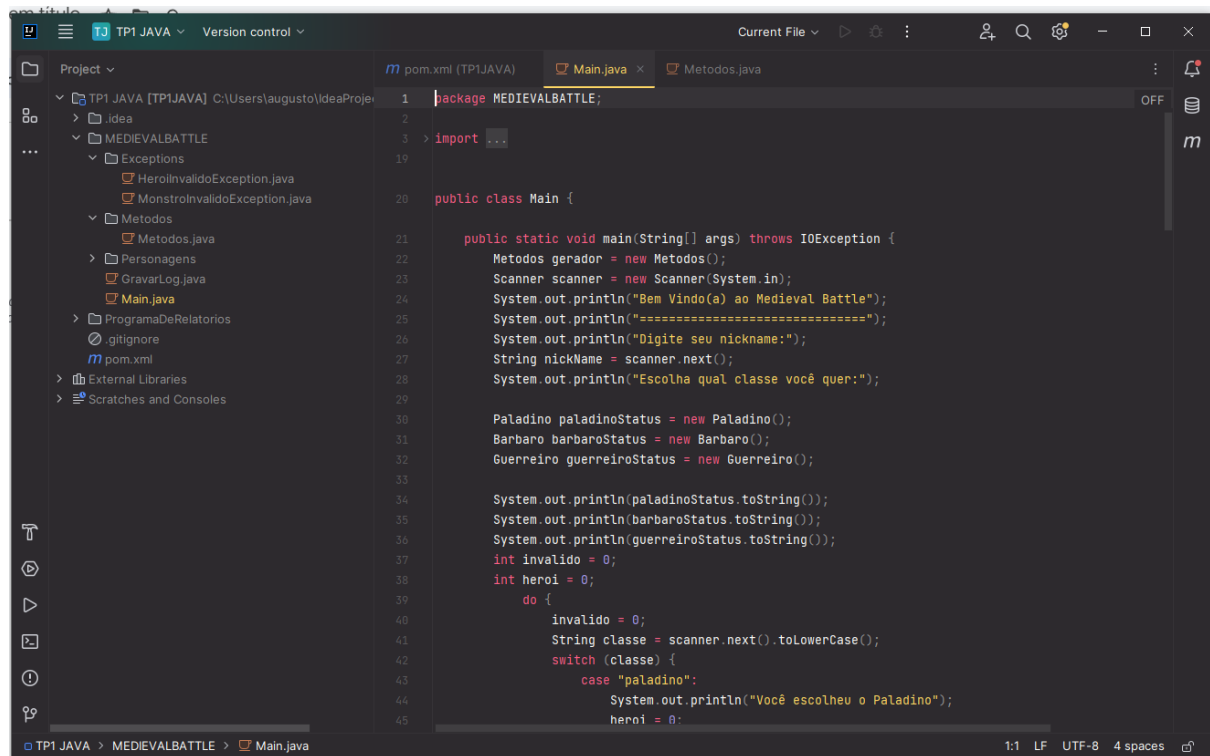 em título
TJ TP1 JAVA Version control Current File
Project
pom.xml (TP1JAVA) Main.java Metodos.java
TP1 JAVA [TP1JAVA] C:\Users\augusto\IdeaProje
.idea
MEDIEVALBATTLE
Exceptions
HeroiInvalidoException.java
MonstroInvalidoException.java
Metodos
Metodos.java
Personagens
GravarLog.java
Main.java
ProgramaDeRelatorios
.gitignore
pom.xml
External Libraries
Scratches and Consoles
OFF
1 package MEDIEVALBATTLE;
2
3 import ...
19
20 public class Main {
21 public static void main(String[] args) throws IOException {
22 Metodos gerador = new Metodos();
23 Scanner scanner = new Scanner(System.in);
24 System.out.println("Bem Vindo(a) ao Medieval Battle");
25 System.out.println("===============================");
26 System.out.println("Digite seu nickname:");
27 String nickName = scanner.next();
28 System.out.println("Escolha qual classe você quer:");
29
30 Paladino paladinoStatus = new Paladino();
31 Barbaro barbaroStatus = new Barbaro();
32 Guerreiro guerreiroStatus = new Guerreiro();
33
34 System.out.println(paladinoStatus.toString());
35 System.out.println(barbaroStatus.toString());
36 System.out.println(guerreiroStatus.toString());
37 int invalido = 0;
38 int heroi = 0;
39 do {
40 invalido = 0;
41 String classe = scanner.next().toLowerCase();
42 switch (classe) {
43 case "paladino":
44 System.out.println("Você escolheu o Paladino");
45 heroi = 0;
TP1 JAVA > MEDIEVALBATTLE > Main.java 1:1 LF UTF-8 4 spaces